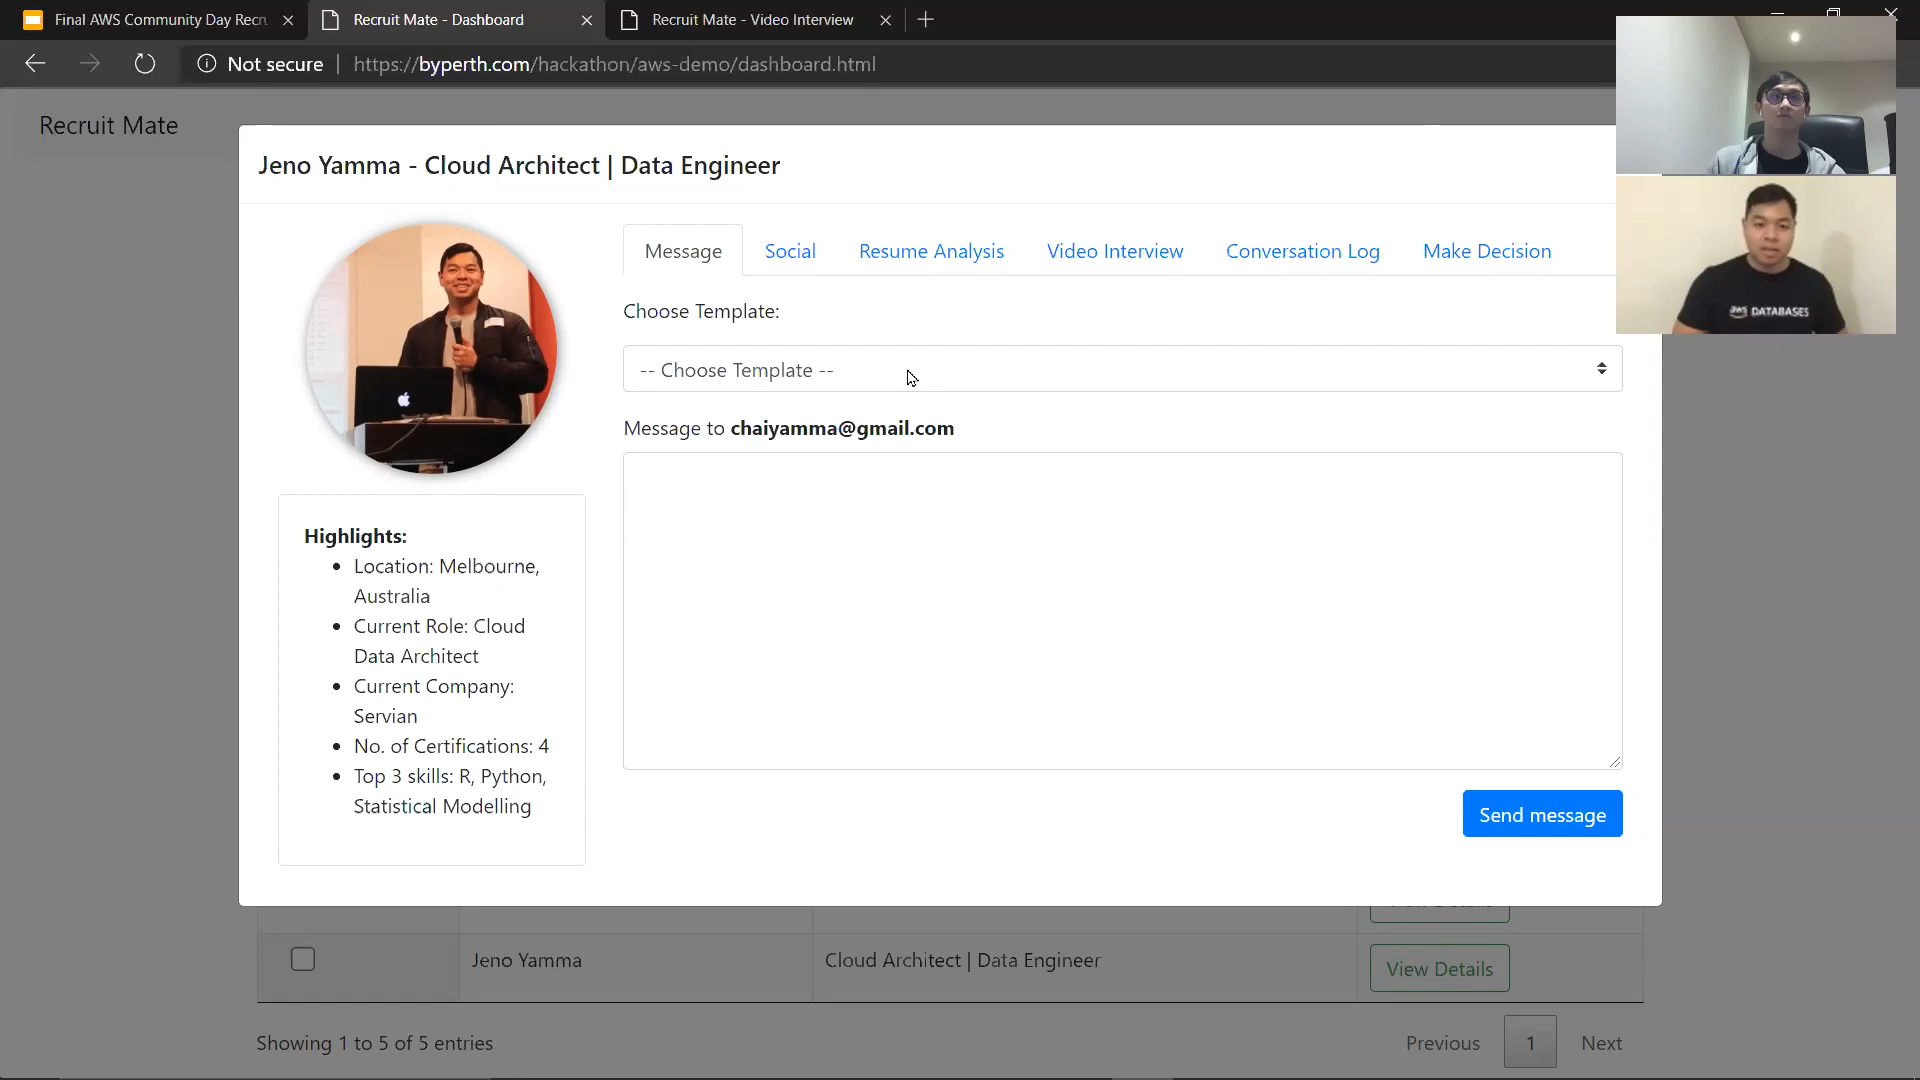 Final AWS Community Day Recru
Recruit Mate - Dashboard
Recruit Mate - Video Interview
Not secure
https://byperth.com/hackathon/aws-demo/dashboard.html
Recruit Mate
Jeno Yamma - Cloud Architect | Data Engineer
Message
Social
Resume Analysis
Video Interview
Conversation Log
Make Decision
Choose Template:
-- Choose Template --
Message to chaiyamma@gmail.com
Highlights:
Location: Melbourne,
Australia
Current Role: Cloud
Data Architect
Current Company:
Servian
No. of Certifications: 4
Top 3 skills: R, Python,
Statistical Modelling
Send message
aws DATABASES
Jeno Yamma
Cloud Architect | Data Engineer
View Details
Showing 1 to 5 of 5 entries
Previous
1
Next